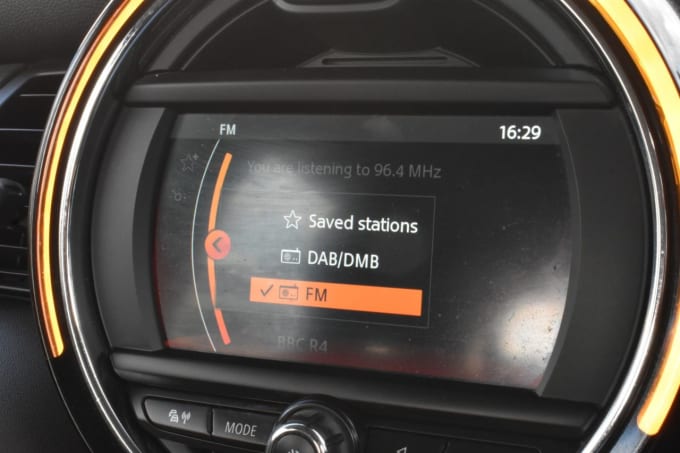 FM
16:29
You are listening to 96.4 MHz
Saved stations
DAB/DMB
FM
BBC R4
MODE